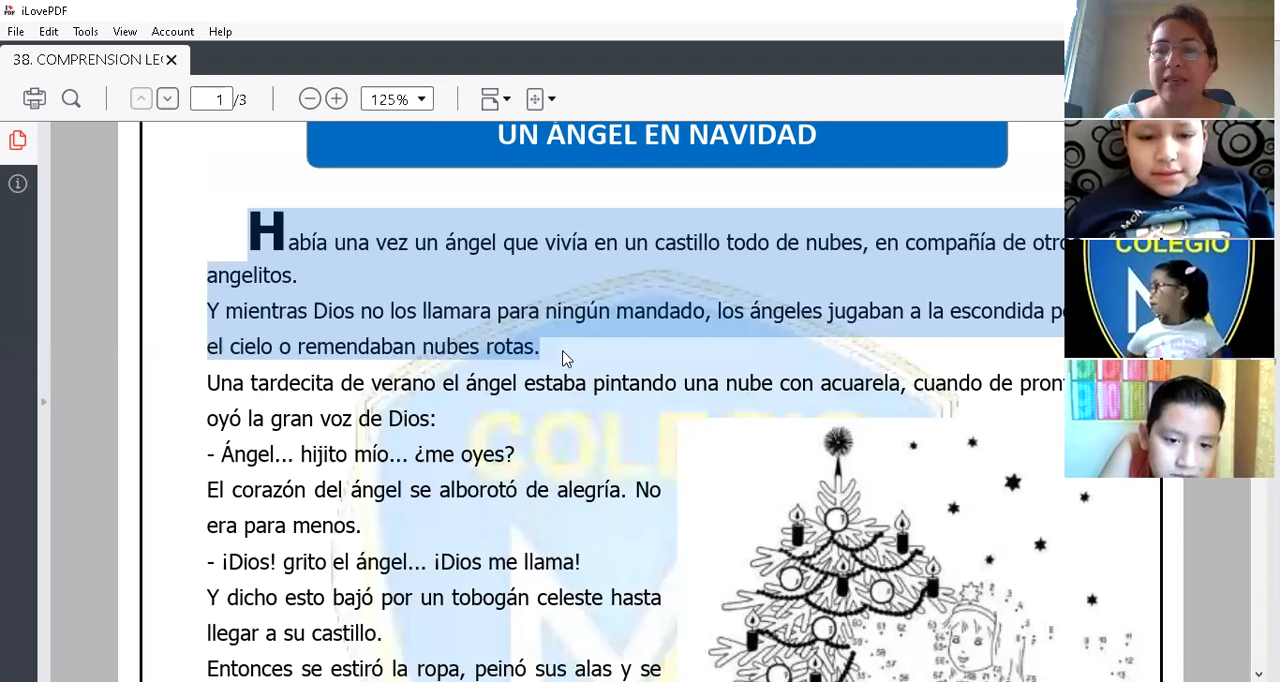 iLovePDF
File Edit Tools View Account Help
38. COMPRENSION LE
1 /3 125%
UN ÁNGEL EN NAVIDAD
Había una vez un ángel que vivía en un castillo todo de nubes, en compañía de
angelitos.
Y mientras Dios no los llamara para ningún mandado, los ángeles jugaban a la escondida
el cielo o remendaban nubes rotas.
Una tardecita de verano el ángel estaba pintando una nube con acuarela, cuando de
oyó la gran voz de Dios:
- Ángel... hijito mío... ¿me oyes?
El corazón del ángel se alborotó de alegría. No
era para menos.
- ¡Dios! grito el ángel... ¡Dios me llama!
Y dicho esto bajó por un tobogán celeste hasta
llegar a su castillo.
Entonces se estiró la ropa, peinó sus alas y se
COLEGIO
COLEGIO